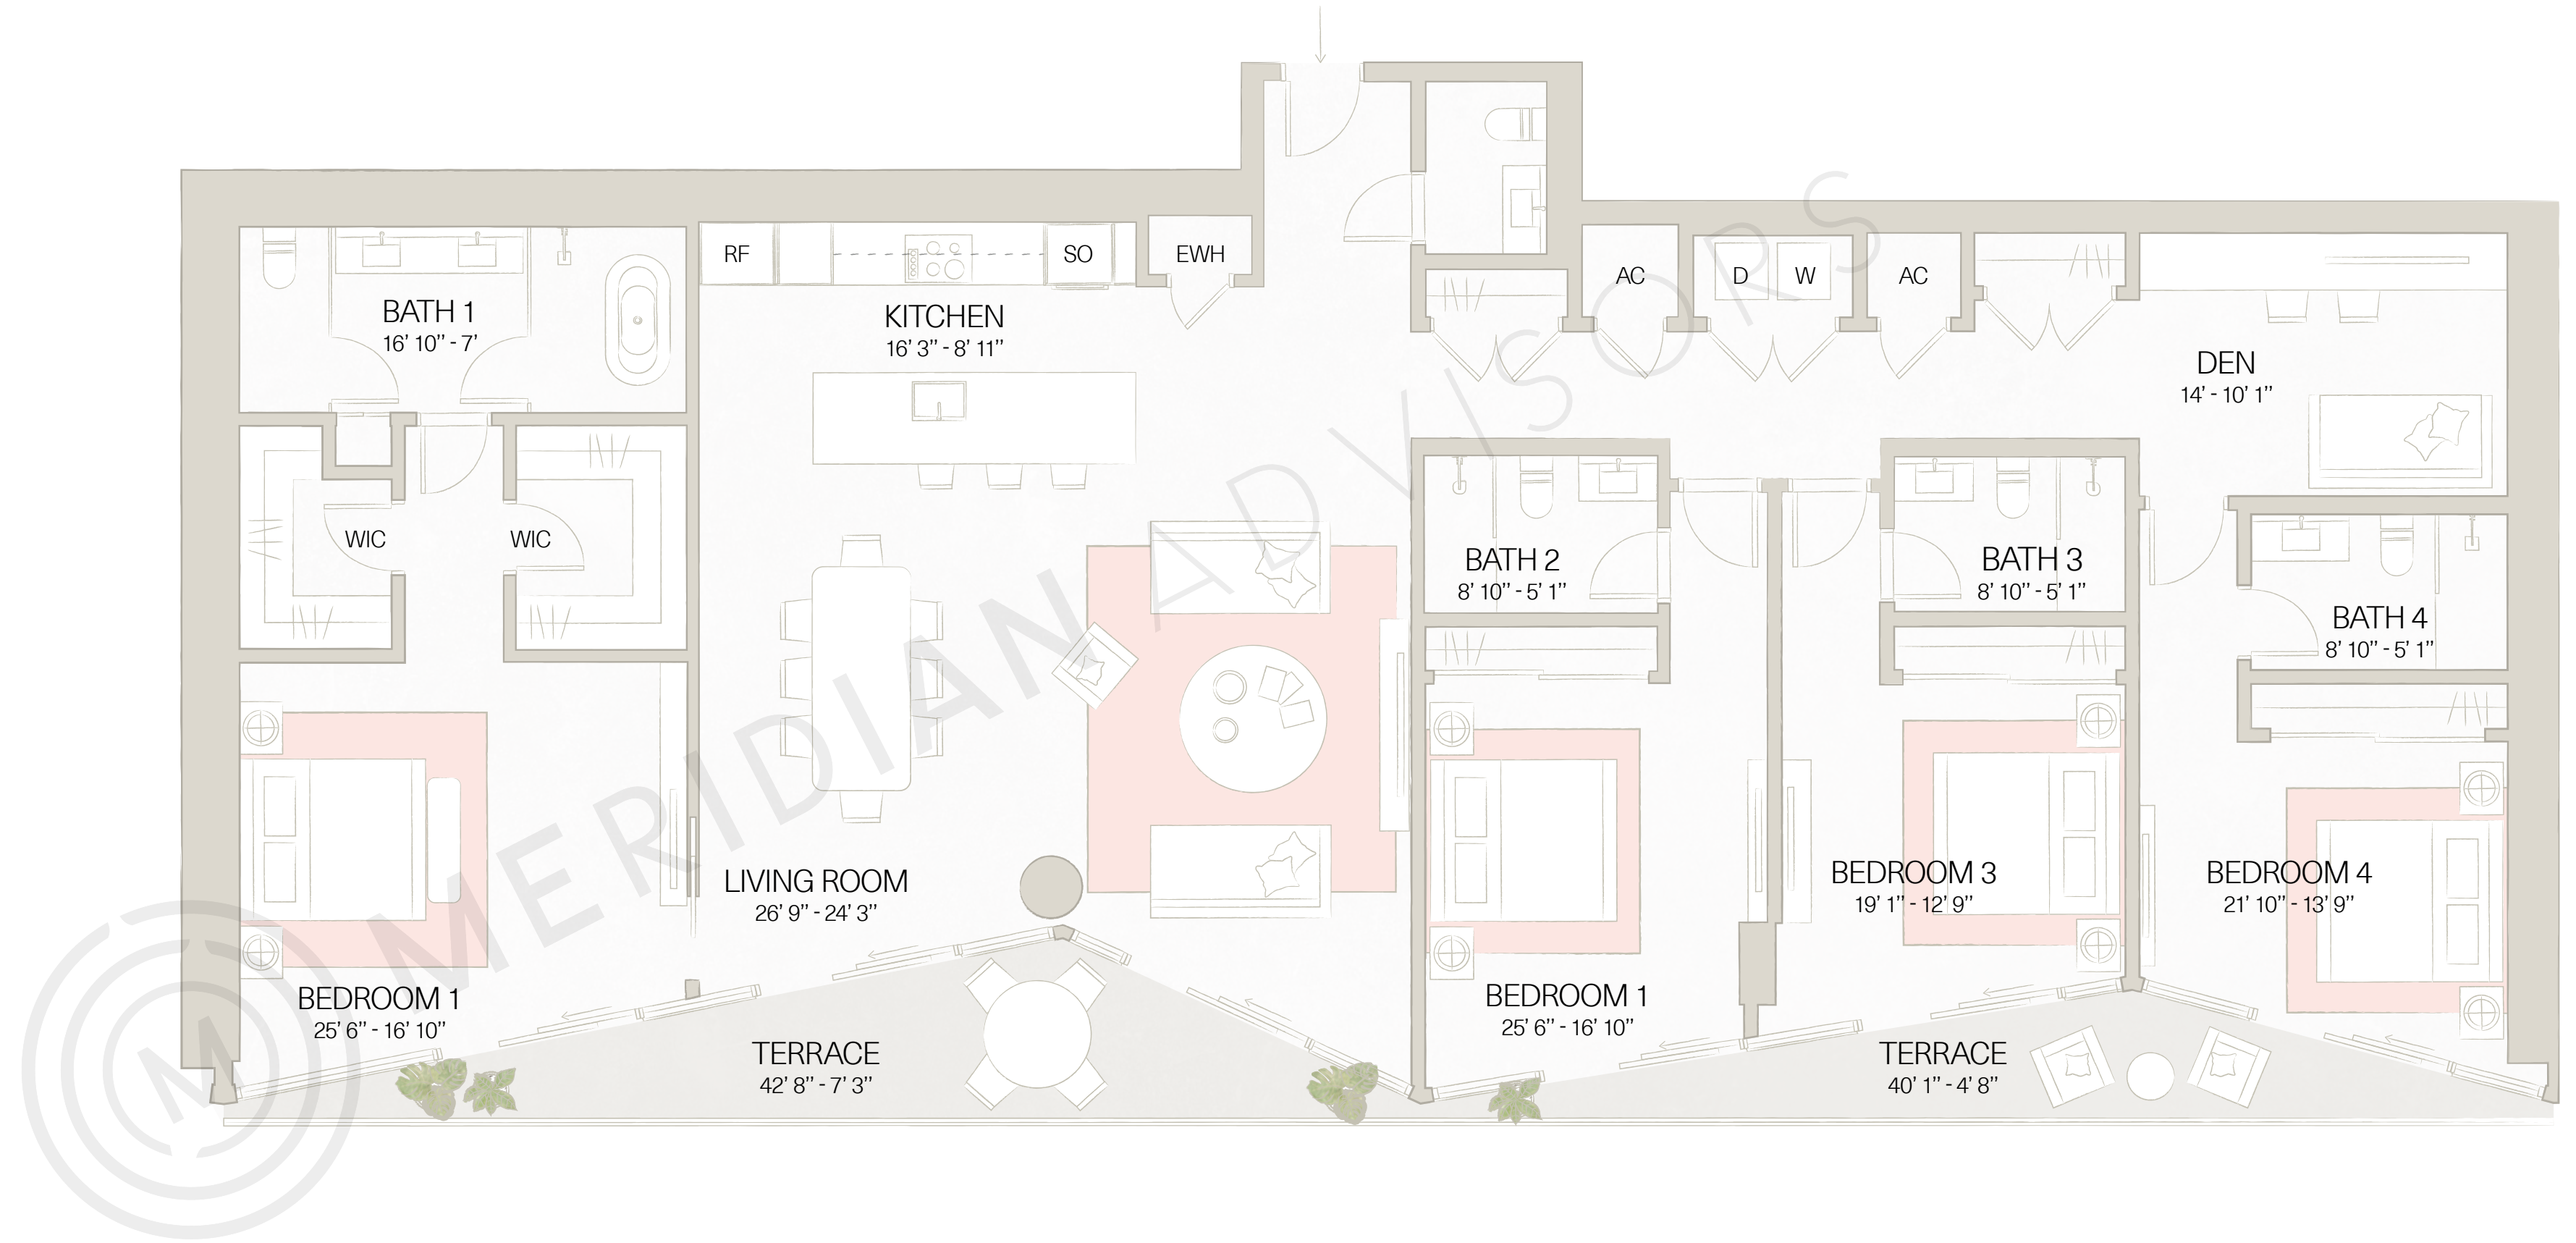 RF
SO
EWH
AC
D
W
AC
BATH 1
16’ 10” - 7’
KITCHEN
16’ 3” - 8’ 11”
DEN
14’ - 10’ 1”
WIC
WIC
BATH 2
8’ 10” - 5’ 1”
BATH 3
8’ 10” - 5’ 1”
BATH 4
8’ 10” - 5’ 1”
LIVING ROOM
26’ 9” - 24’ 3”
BEDROOM 3
19’ 1” - 12’ 9”
BEDROOM 4
21’ 10” - 13’ 9”
BEDROOM 1
25’ 6” - 16’ 10”
BEDROOM 1
25’ 6” - 16’ 10”
TERRACE
42’ 8” - 7’ 3”
TERRACE
40’ 1” - 4’ 8”
M MERIDIAN ADVISORS